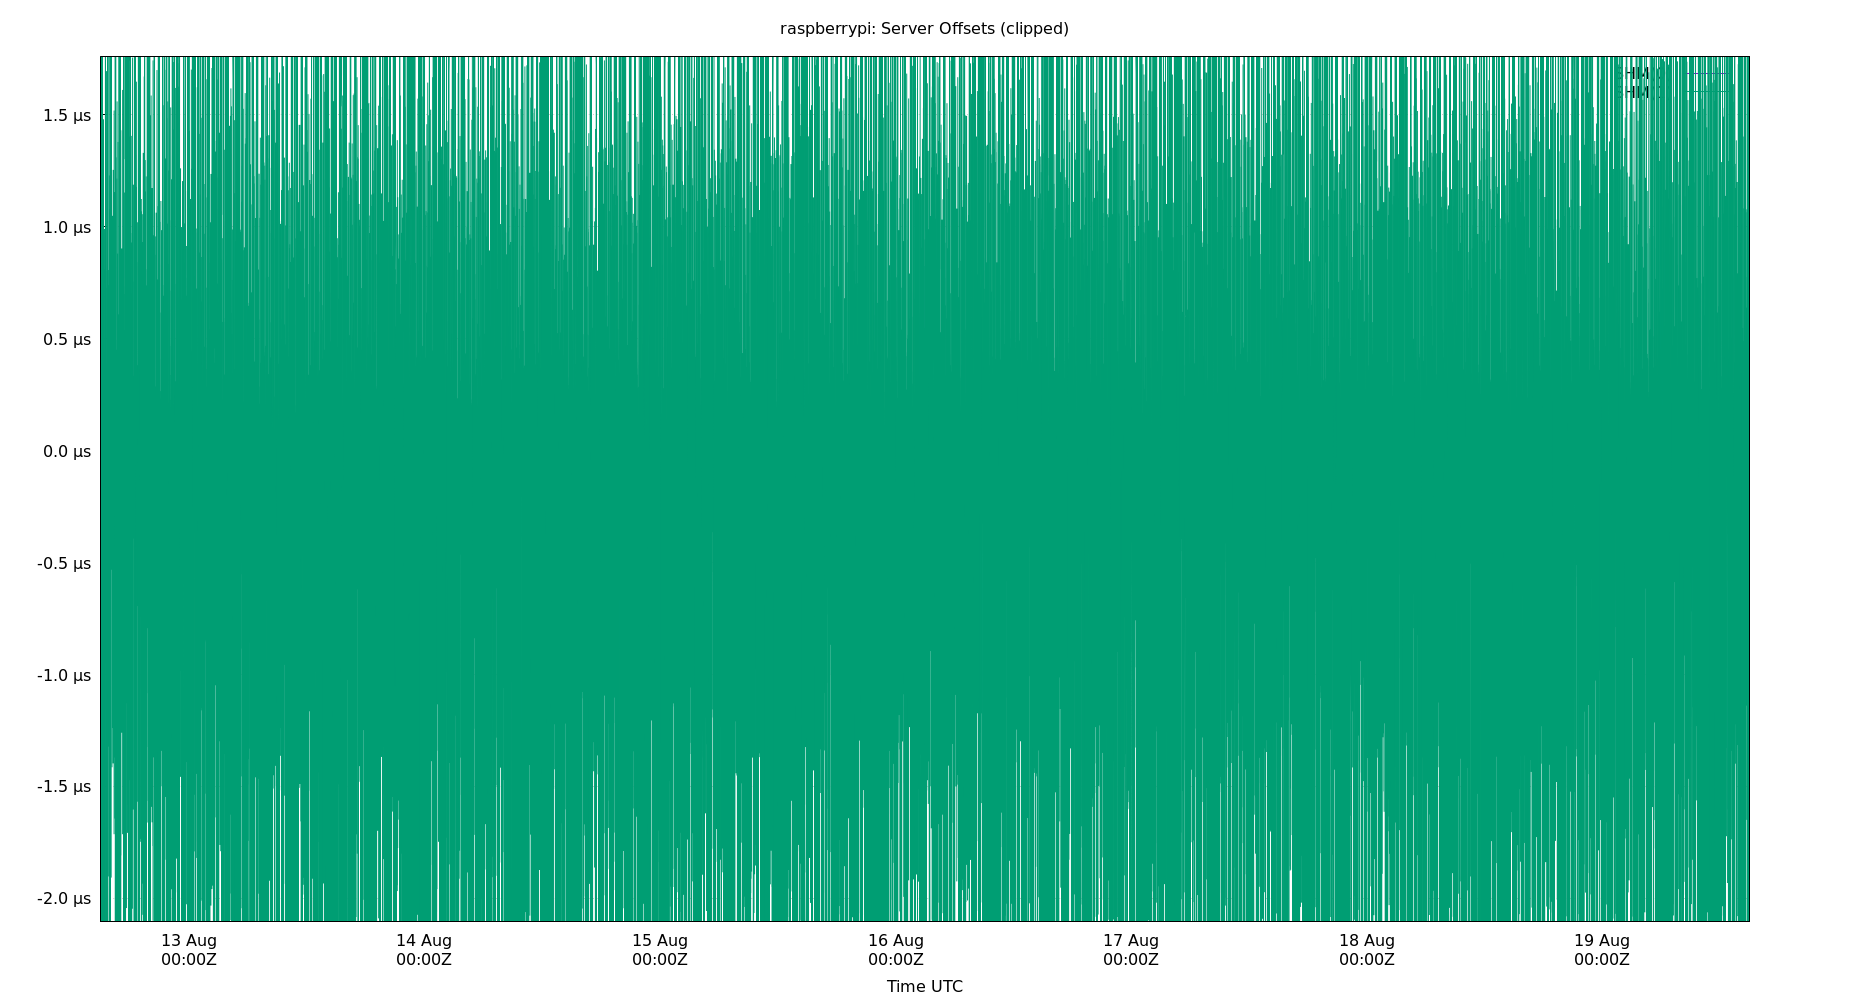 raspberrypi: Server Offsets (clipped)
1.5 µs
1.0 µs
0.5 µs
0.0 µs
-0.5 µs
-1.0 µs
-1.5 µs
-2.0 µs
13 Aug
00:00Z
14 Aug
00:00Z
15 Aug
00:00Z
16 Aug
00:00Z
17 Aug
00:00Z
18 Aug
00:00Z
19 Aug
00:00Z
Time UTC